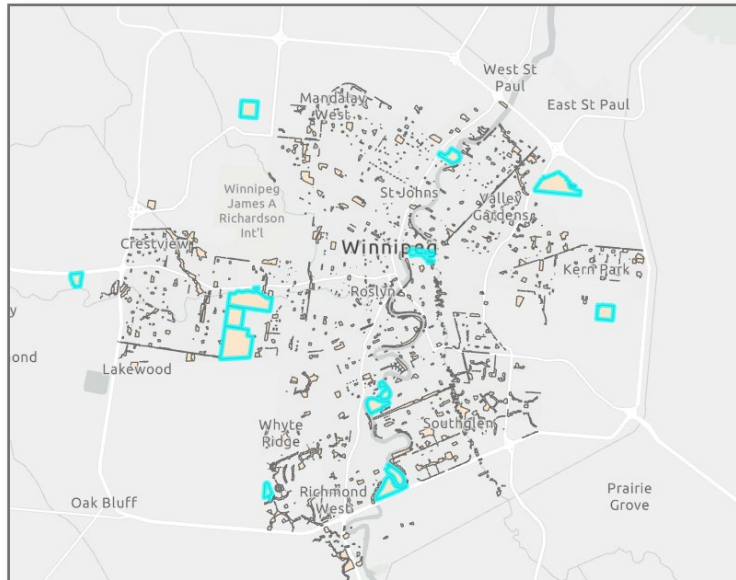 West St
Paul
East St Paul
Mandalay
West
Winnipeg
James A
Richardson
Int'l
St Johns
Valley
Gardens
Crestview
Winnipeg
Kern Park
Roslyn
y
ond
Lakewood
Whyte
Ridge
Southglen
Oak Bluff
Richmond
West
Prairie
Grove